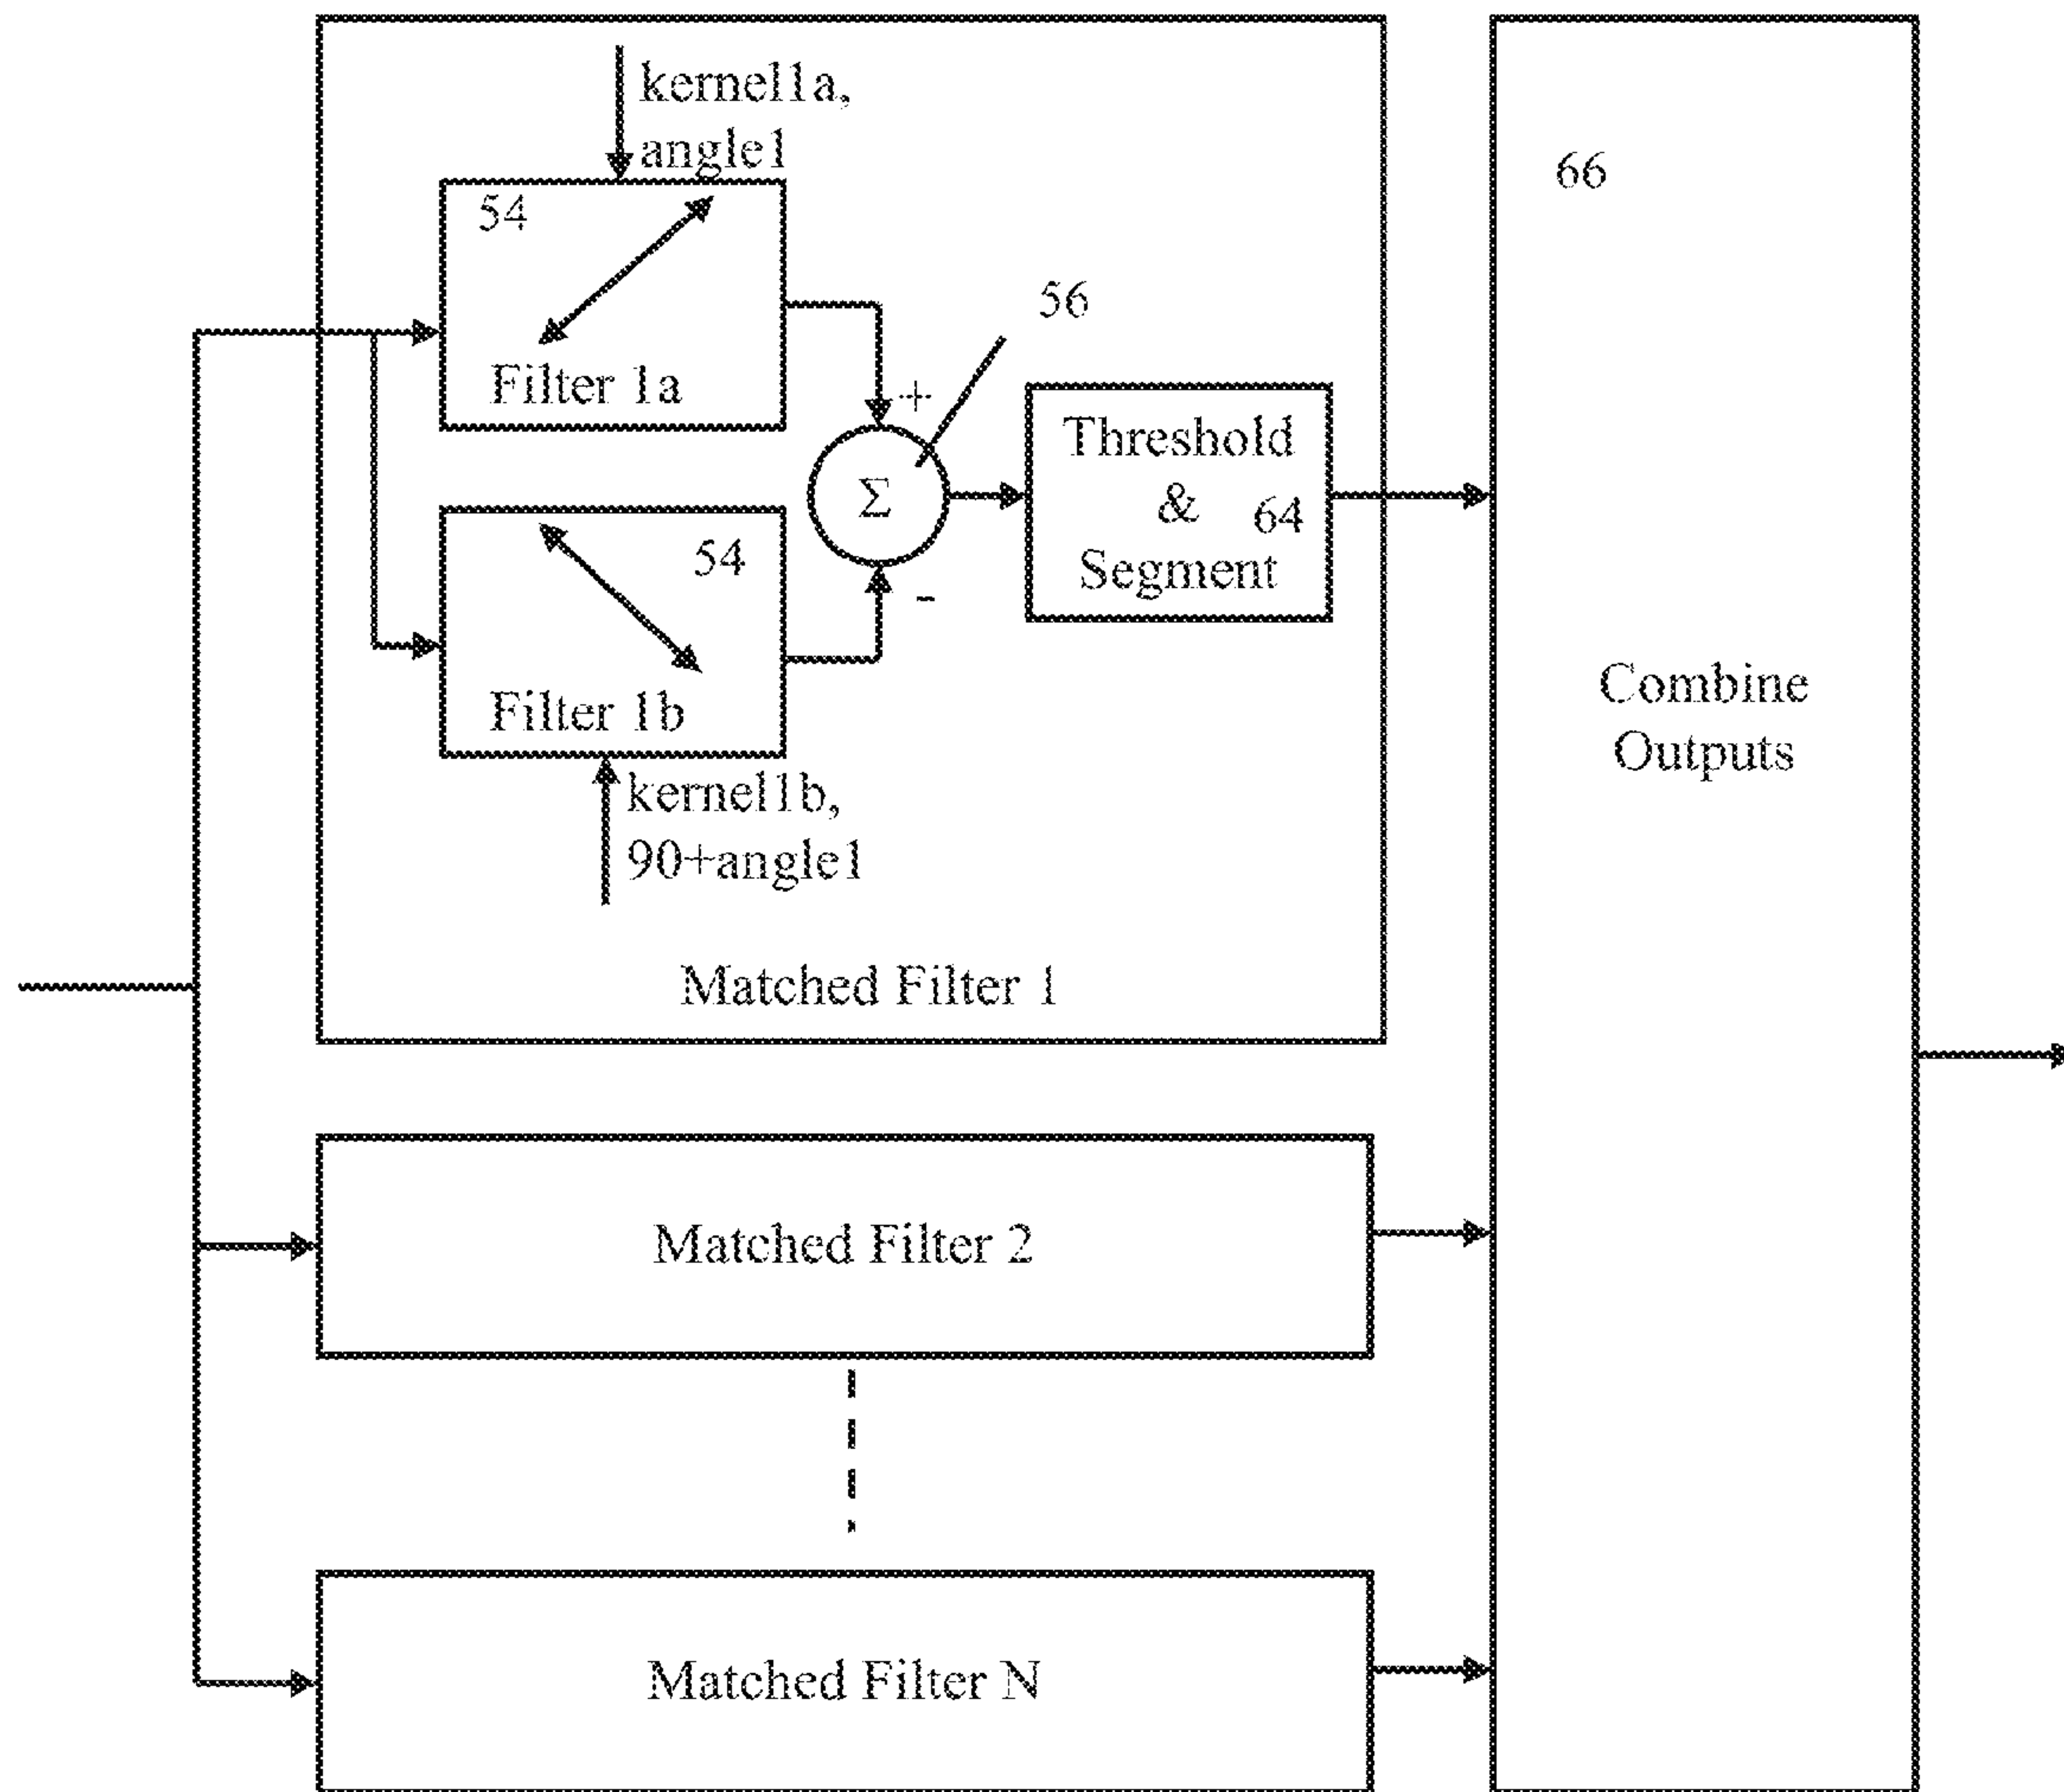 kernel1a,
angle1
54
Filter 1a
56
+
Σ
-
Threshold
& 64
Segment
54
Filter 1b
kernel1b,
90+angle1
Matched Filter 1
66
Combine
Outputs
Matched Filter 2
Matched Filter N